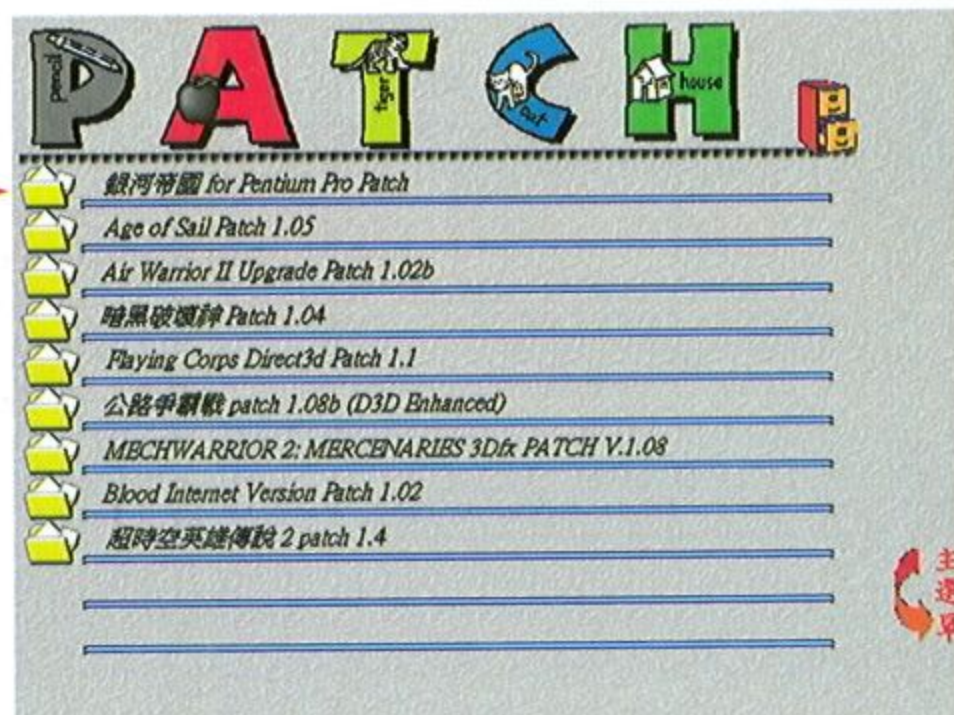 PATCH
pencil
tiger
cat
house
銀河帝國 for Pentium Pro Patch
Age of Sail Patch 1.05
Air Warrior II Upgrade Patch 1.02b
暗黑破壞神 Patch 1.04
Flaying Corps Direct3d Patch 1.1
公路爭霸戰 patch 1.08b (D3D Enhanced)
MECHWARRIOR 2: MERCENARIES 3Dfx PATCH V.1.08
Blood Internet Version Patch 1.02
超時空英雄傳說 2 patch 1.4
主選單